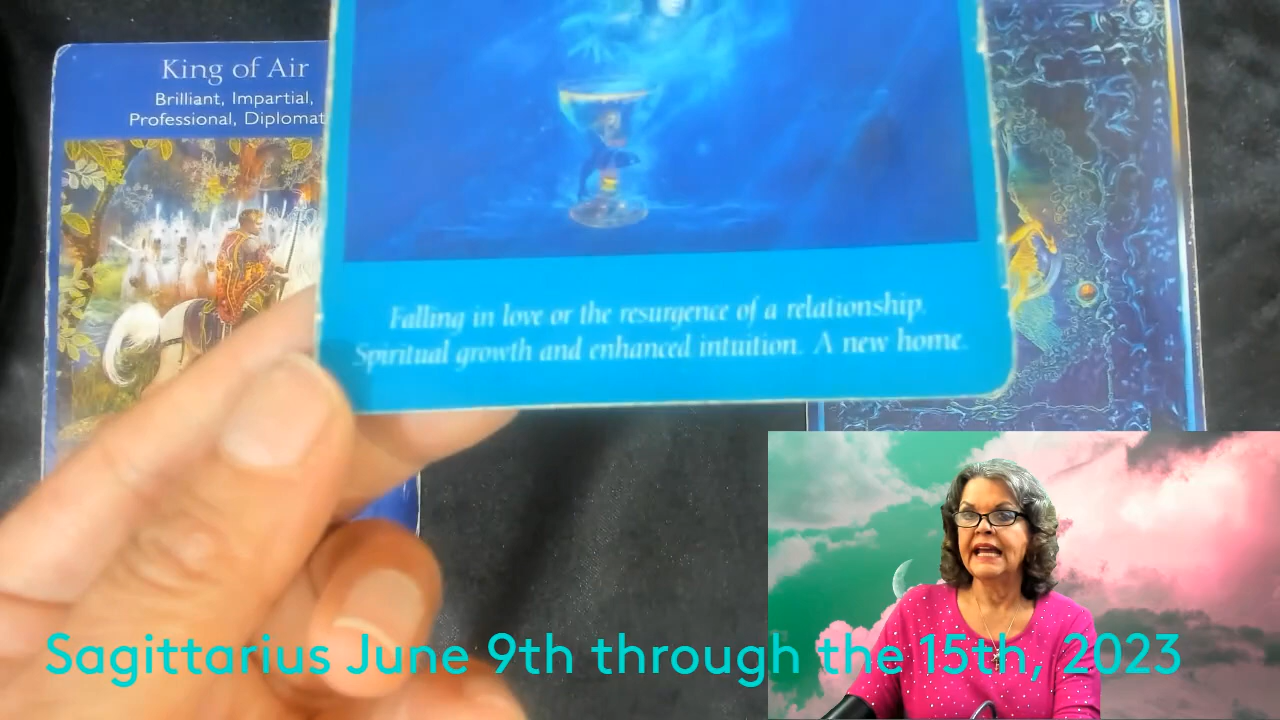 King of Air
Brilliant, Impartial,
Professional, Diplomat
Falling in love or the resurgence of a relationship.
Spiritual growth and enhanced intuition. A new home.
Sagittarius June 9th through the 15th, 2023